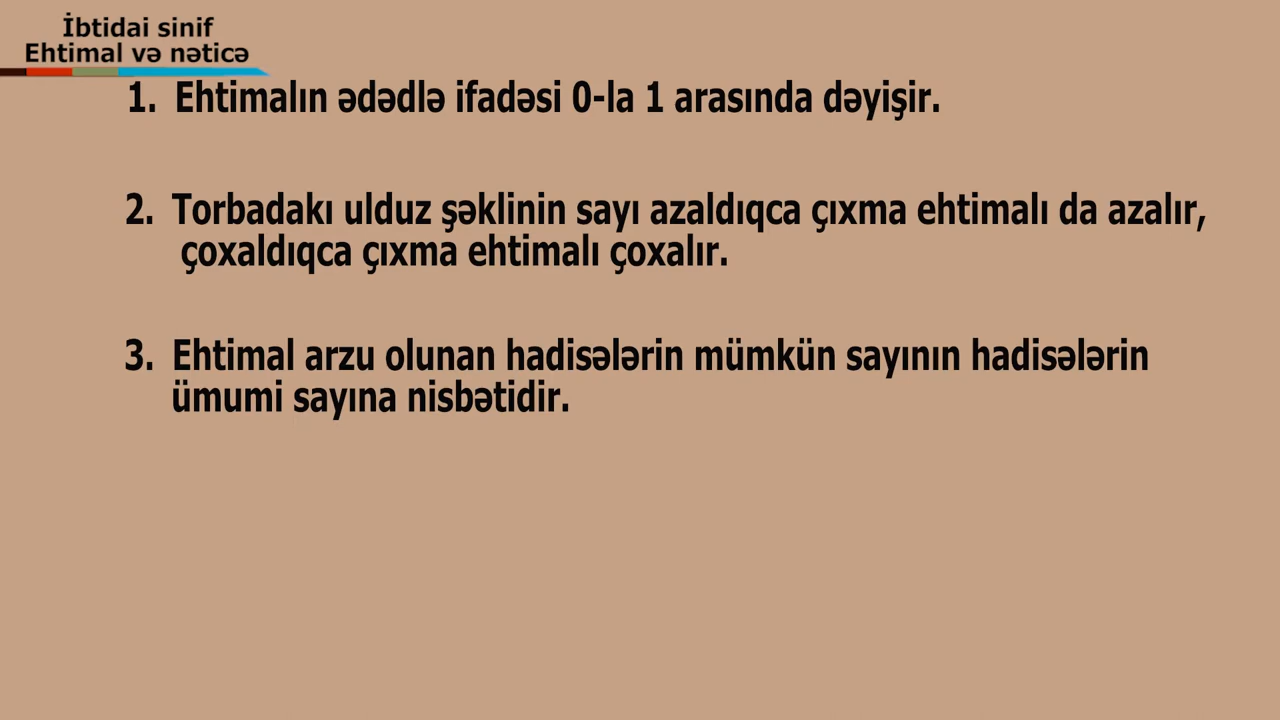 İbtidai sinif
Ehtimal və nəticə
1. Ehtimalın ədədlə ifadəsi 0-la 1 arasında dəyişir.
2. Torbadakı ulduz şəklinin sayı azaldıqca çıxma ehtimalı da azalır,
çoxaldıqca çıxma ehtimalı çoxalır.
3. Ehtimal arzu olunan hadisələrin mümkün sayının hadisələrin
ümumi sayına nisbətidir.